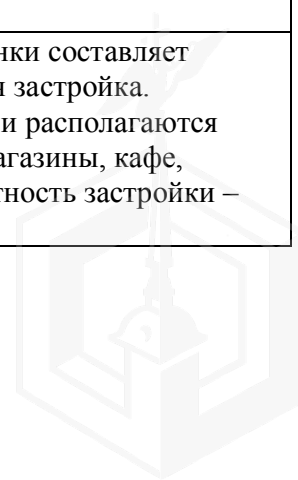 нки составляет
я застройка.
и располагаются
агазины, кафе,
тность застройки –